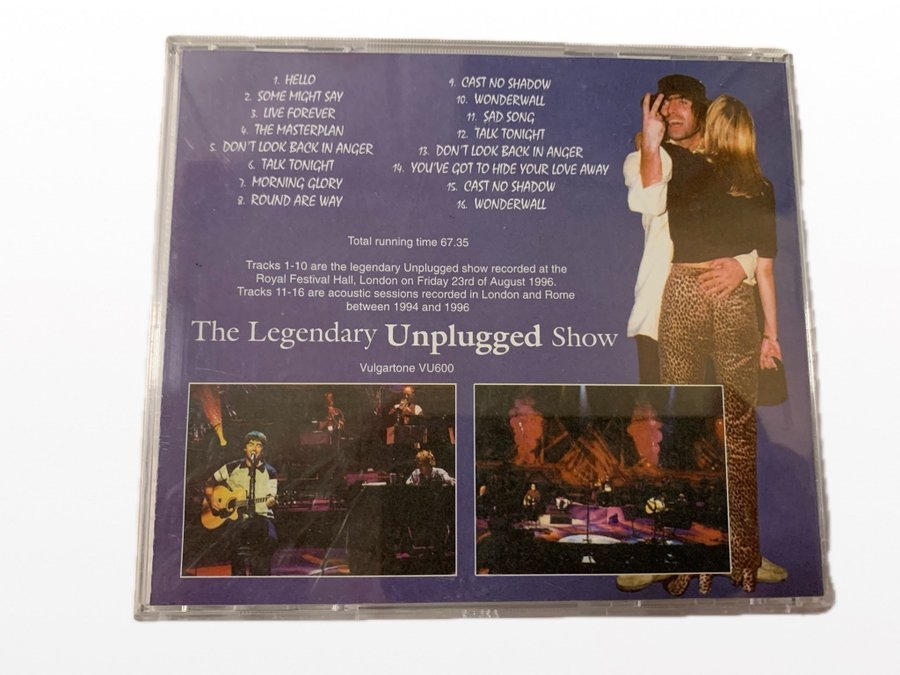 1. HELLO
2. SOME MIGHT SAY
3. LIVE FOREVER
4. THE MASTERPLAN
5. DON'T LOOK BACK IN ANGER
6. TALK TONIGHT
7. MORNING GLORY
8. ROUND ARE WAY
9. CAST NO SHADOW
10. WONDERWALL
11. SAD SONG
12. TALK TONIGHT
13. DON'T LOOK BACK IN ANGER
14. YOU'VE GOT TO HIDE YOUR LOVE AWAY
15. CAST NO SHADOW
16. WONDERWALL
Total running time 67.35
Tracks 1-10 are the legendary Unplugged show recorded at the
Royal Festival Hall, London on Friday 23rd of August 1996.
Tracks 11-16 are acoustic sessions recorded in London and Rome
between 1994 and 1996
The Legendary Unplugged Show
Vulgartone VU600